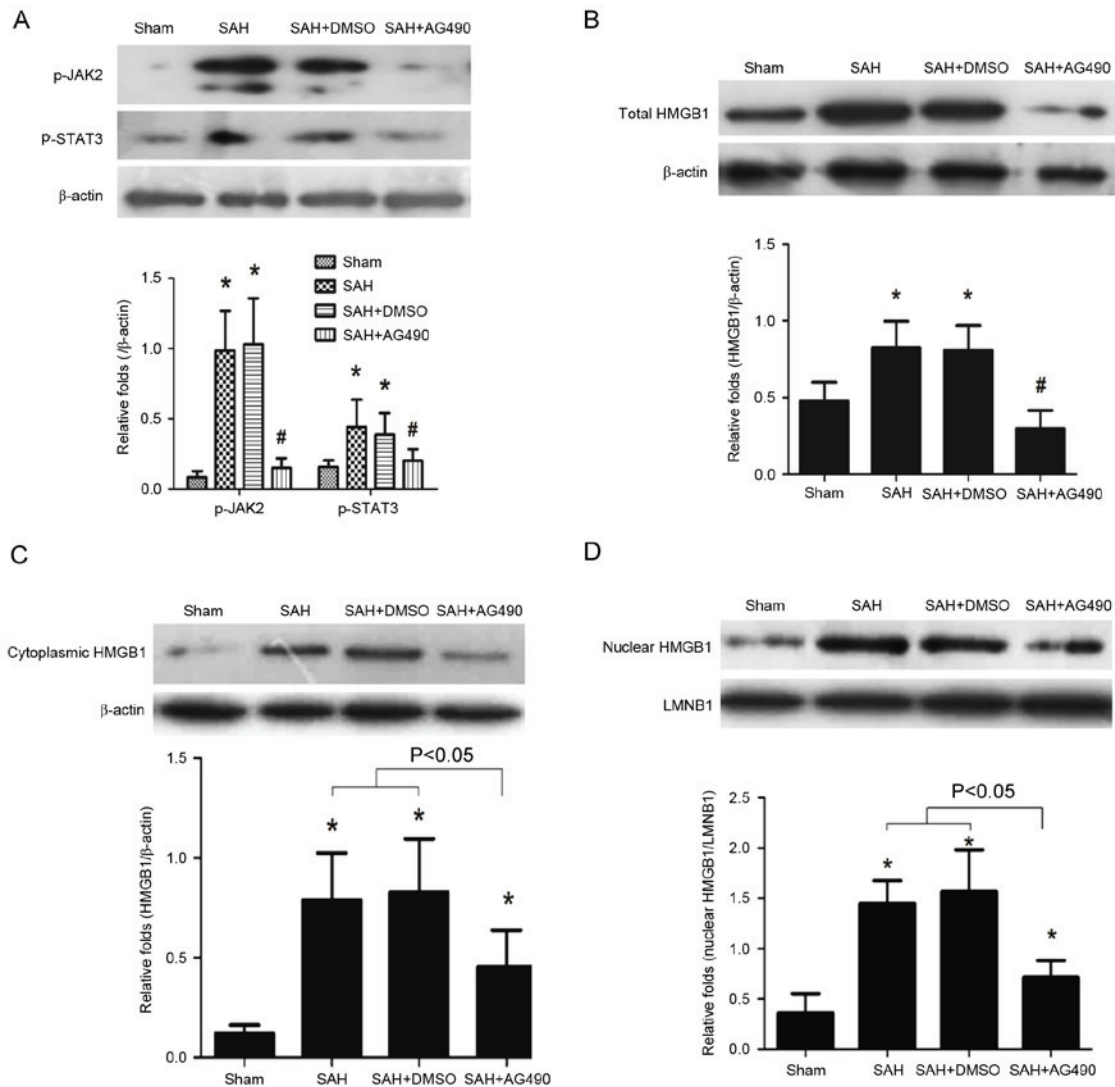 A
Sham SAH SAH+DMSO SAH+AG490
p-JAK2
P-STAT3
β-actin
Sham
SAH
SAH+DMSO
SAH+AG490
Relative folds (/β-actin)
1.5
1.0
0.5
0.0
* *
#
* *
#
p-JAK2 p-STAT3
B
Sham SAH SAH+DMSO SAH+AG490
Total HMGB1
β-actin
Relative folds (HMGB1/β-actin)
1.5
1.0
0.5
0.0
* *
#
Sham SAH SAH+DMSO SAH+AG490
C
Sham SAH SAH+DMSO SAH+AG490
Cytoplasmic HMGB1
β-actin
Relative folds (HMGB1/β-actin)
1.5
1.0
0.5
0.0
P<0.05
* *
*
Sham SAH SAH+DMSO SAH+AG490
D
Sham SAH SAH+DMSO SAH+AG490
Nuclear HMGB1
LMNB1
Relative folds (nuclear HMGB1/LMNB1)
2.5
2.0
1.5
1.0
0.5
0.0
P<0.05
* *
*
Sham SAH SAH+DMSO SAH+AG490